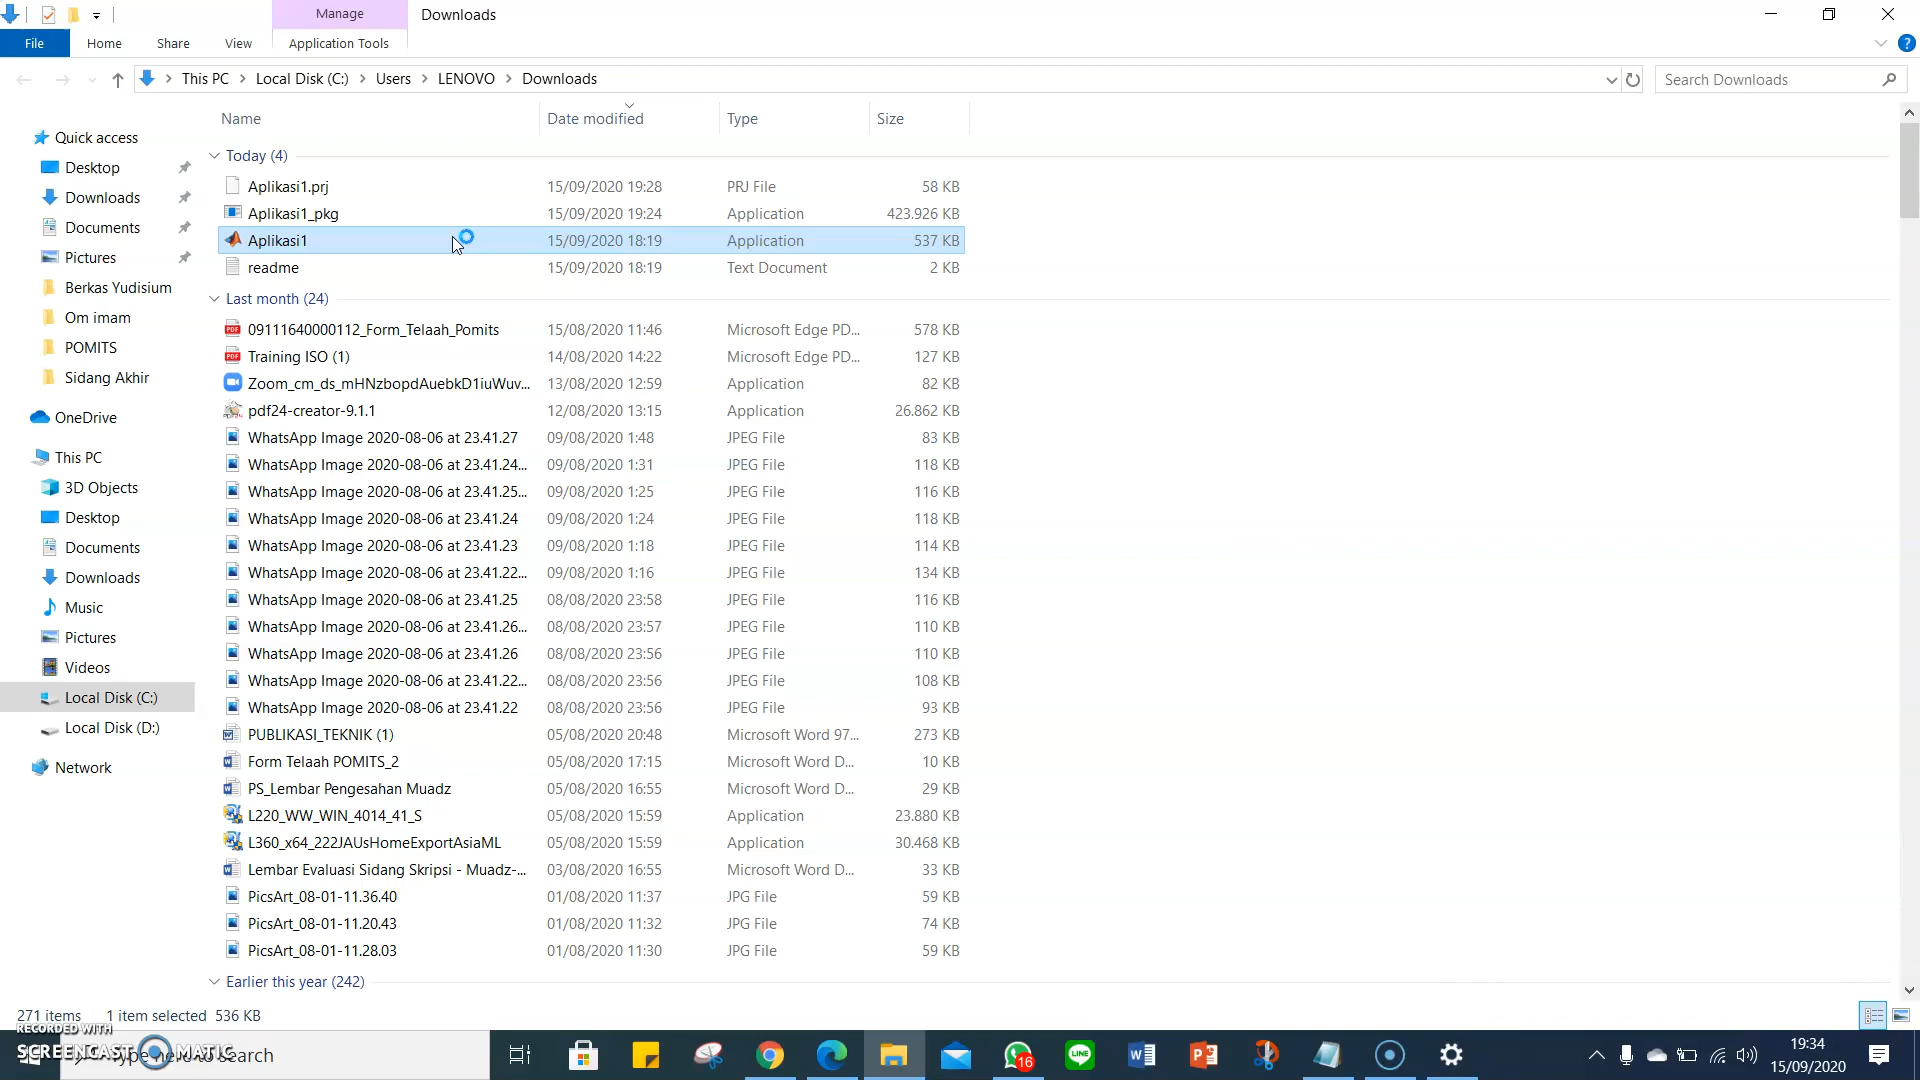 Manage
Downloads
File
Home
Share
View
Application Tools
This PC
Local Disk (C:)
Users
LENOVO
Downloads
Search Downloads
Name
Date modified
Type
Size
Quick access
Desktop
Downloads
Documents
Pictures
Berkas Yudisium
Om imam
POMITS
Sidang Akhir
OneDrive
This PC
3D Objects
Desktop
Documents
Downloads
Music
Pictures
Videos
Local Disk (C:)
Local Disk (D:)
Network
Today (4)
Aplikasi1.prj 15/09/2020 19:28 PRJ File 58 KB
Aplikasi1_pkg 15/09/2020 19:24 Application 423.926 KB
Aplikasi1 15/09/2020 18:19 Application 537 KB
readme 15/09/2020 18:19 Text Document 2 KB
Last month (24)
09111640000112_Form_Telaah_Pomits 15/08/2020 11:46 Microsoft Edge PD... 578 KB
Training ISO (1) 14/08/2020 14:22 Microsoft Edge PD... 127 KB
Zoom_cm_ds_mHNzbopdAuebkD1iuWuv... 13/08/2020 12:59 Application 82 KB
pdf24-creator-9.1.1 12/08/2020 13:15 Application 26.862 KB
WhatsApp Image 2020-08-06 at 23.41.27 09/08/2020 1:48 JPEG File 83 KB
WhatsApp Image 2020-08-06 at 23.41.24... 09/08/2020 1:31 JPEG File 118 KB
WhatsApp Image 2020-08-06 at 23.41.25... 09/08/2020 1:25 JPEG File 116 KB
WhatsApp Image 2020-08-06 at 23.41.24 09/08/2020 1:24 JPEG File 118 KB
WhatsApp Image 2020-08-06 at 23.41.23 09/08/2020 1:18 JPEG File 114 KB
WhatsApp Image 2020-08-06 at 23.41.22... 09/08/2020 1:16 JPEG File 134 KB
WhatsApp Image 2020-08-06 at 23.41.25 08/08/2020 23:58 JPEG File 116 KB
WhatsApp Image 2020-08-06 at 23.41.26... 08/08/2020 23:57 JPEG File 110 KB
WhatsApp Image 2020-08-06 at 23.41.26 08/08/2020 23:56 JPEG File 110 KB
WhatsApp Image 2020-08-06 at 23.41.22... 08/08/2020 23:56 JPEG File 108 KB
WhatsApp Image 2020-08-06 at 23.41.22 08/08/2020 23:56 JPEG File 93 KB
PUBLIKASI_TEKNIK (1) 05/08/2020 20:48 Microsoft Word 97... 273 KB
Form Telaah POMITS_2 05/08/2020 17:15 Microsoft Word D... 10 KB
PS_Lembar Pengesahan Muadz 05/08/2020 16:55 Microsoft Word D... 29 KB
L220_WW_WIN_4014_41_S 05/08/2020 15:59 Application 23.880 KB
L360_x64_222JAUsHomeExportAsiaML 05/08/2020 15:59 Application 30.468 KB
Lembar Evaluasi Sidang Skripsi - Muadz-... 03/08/2020 16:55 Microsoft Word D... 33 KB
PicsArt_08-01-11.36.40 01/08/2020 11:37 JPG File 59 KB
PicsArt_08-01-11.20.43 01/08/2020 11:32 JPG File 74 KB
PicsArt_08-01-11.28.03 01/08/2020 11:30 JPG File 59 KB
Earlier this year (242)
271 items 1 item selected 536 KB
RECORDED WITH
SCREENCAST MATIC
Type here to search
16
LINE
19:34
15/09/2020